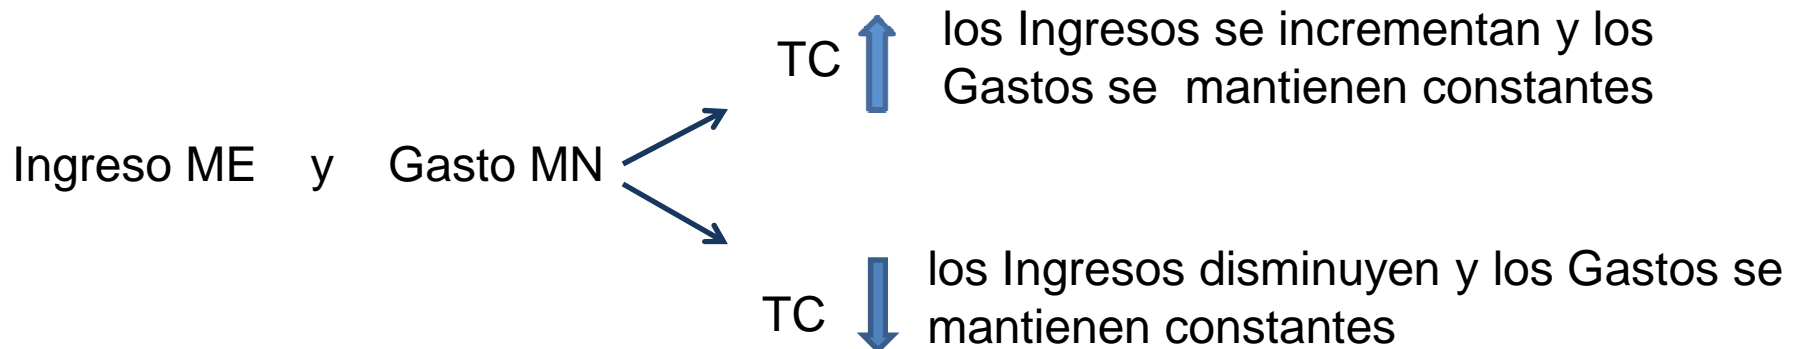 TC
los Ingresos se incrementan y los
Gastos se mantienen constantes
Ingreso ME y Gasto MN
TC
los Ingresos disminuyen y los Gastos se
mantienen constantes